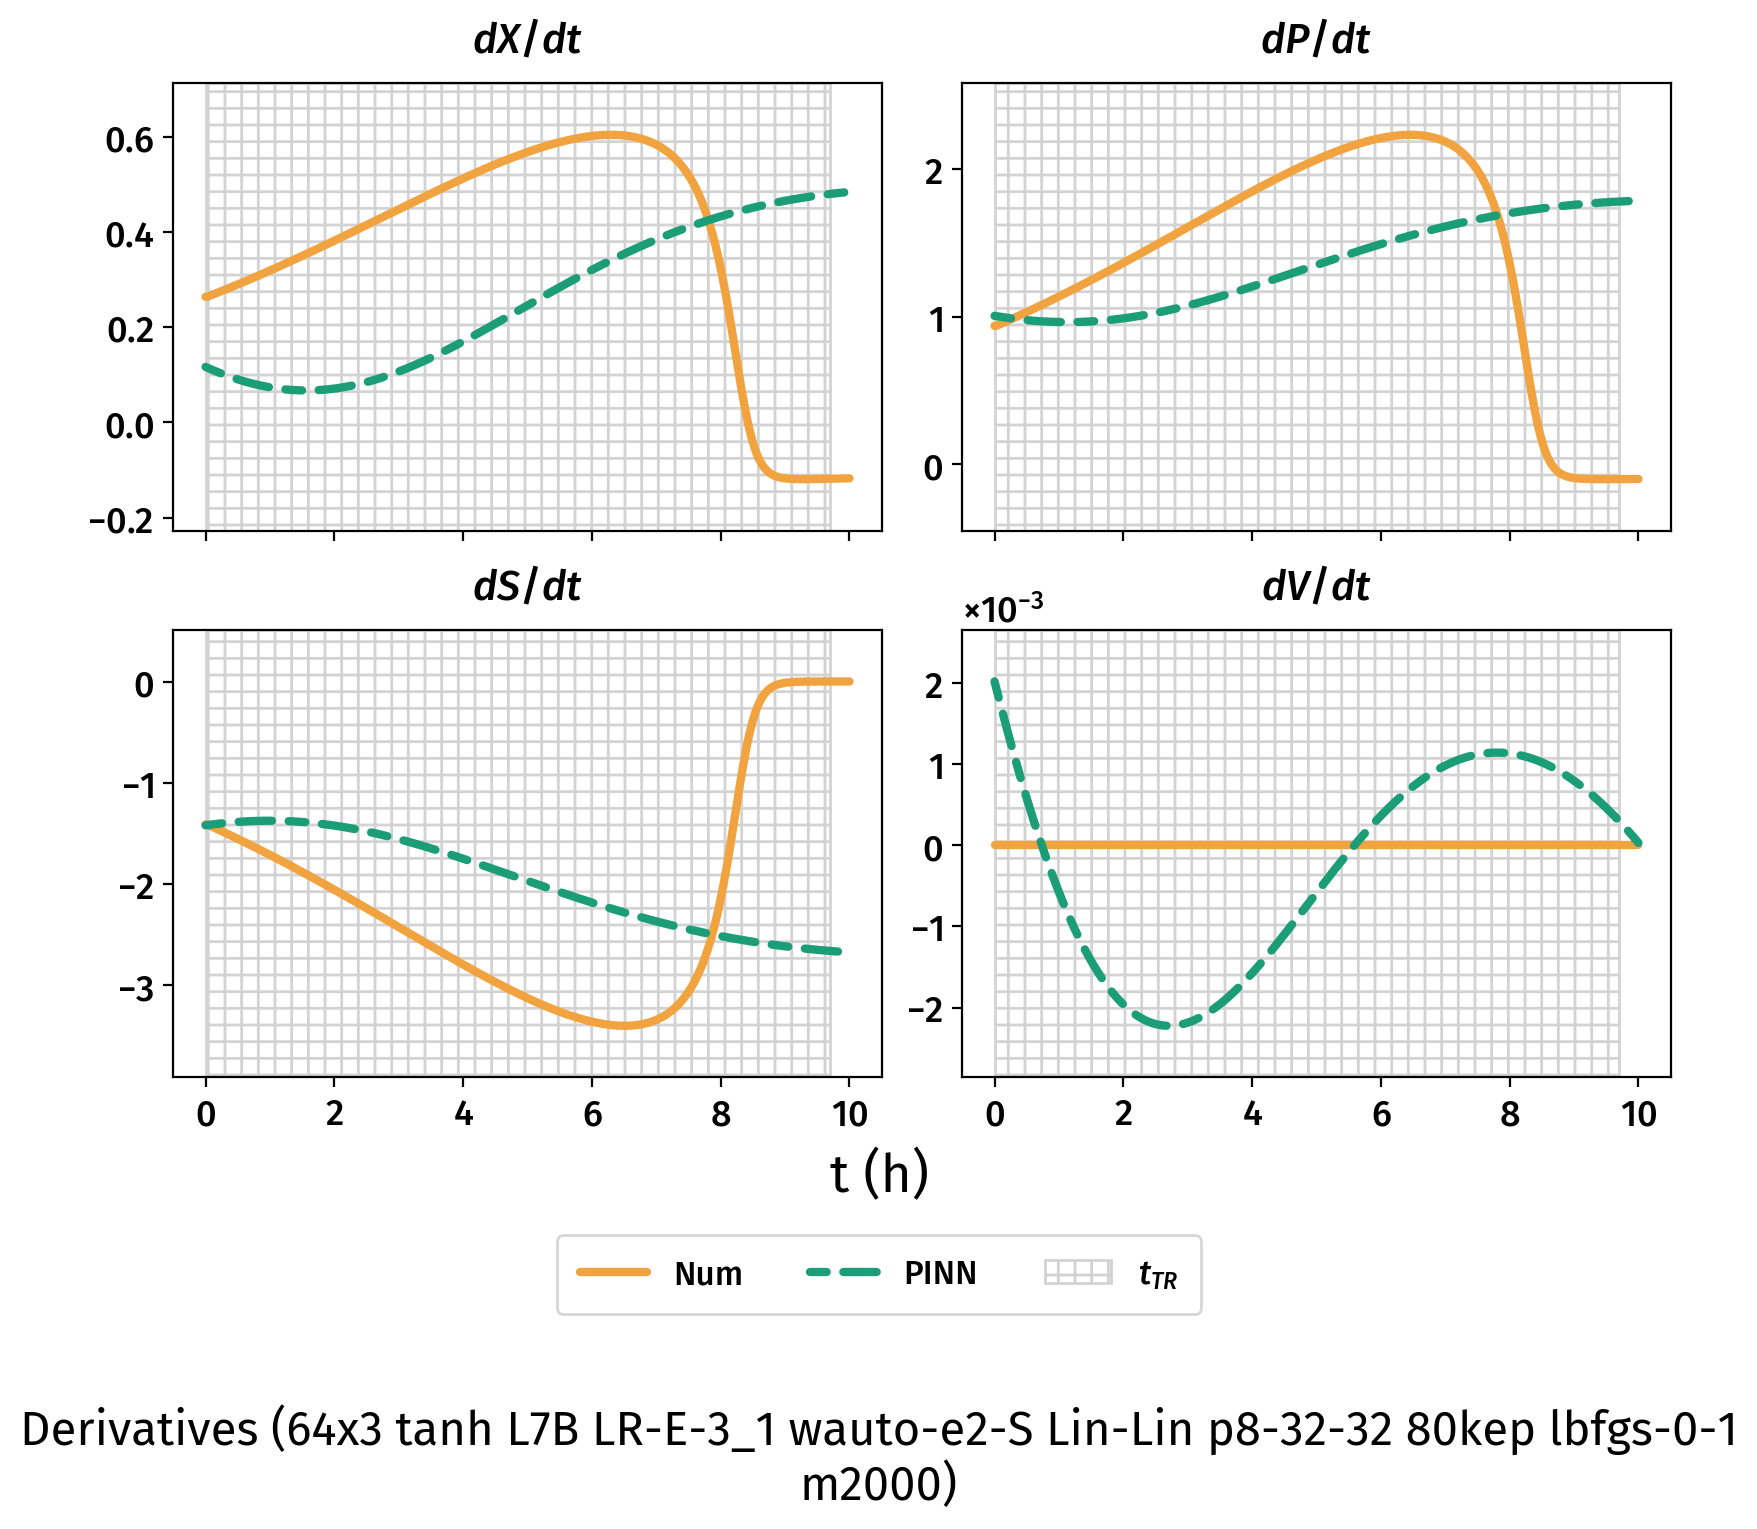 dX/dt
dP/dt
0.6
0.4
0.2
0.0
−0.2
2
1
0
dS/dt
dV/dt
×10⁻³
0
−1
−2
−3
2
1
0
−1
−2
0 2 4 6 8 10
0 2 4 6 8 10
t (h)
Num PINN t_TR
Derivatives (64x3 tanh L7B LR-E-3_1 wauto-e2-S Lin-Lin p8-32-32 80kep lbfgs-0-1
m2000)